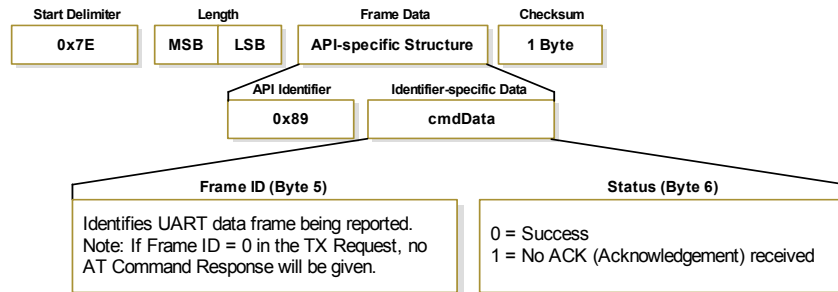 Start Delimiter Length Frame Data Checksum
0x7E MSB LSB API-specific Structure 1 Byte
API Identifier Identifier-specific Data
0x89 cmdData
Frame ID (Byte 5) Status (Byte 6)
Identifies UART data frame being reported.
Note: If Frame ID = 0 in the TX Request, no
AT Command Response will be given.
0 = Success
1 = No ACK (Acknowledgement) received